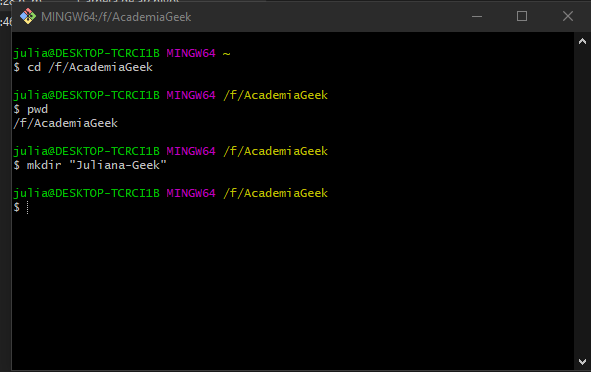 MINGW64:/f/AcademiaGeek
julia@DESKTOP-TCRCI1B MINGW64 ~
$ cd /f/AcademiaGeek
julia@DESKTOP-TCRCI1B MINGW64 /f/AcademiaGeek
$ pwd
/f/AcademiaGeek
julia@DESKTOP-TCRCI1B MINGW64 /f/AcademiaGeek
$ mkdir "Juliana-Geek"
julia@DESKTOP-TCRCI1B MINGW64 /f/AcademiaGeek
$